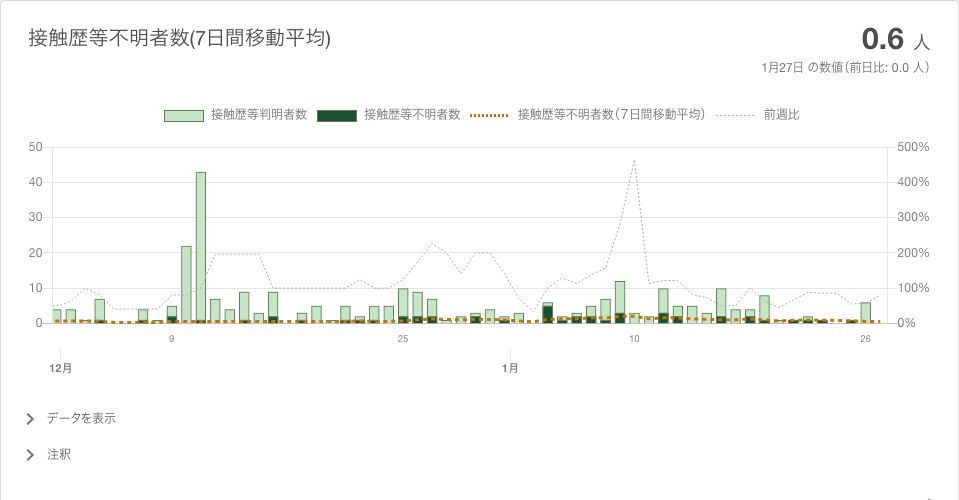 接触歴等不明者数(7日間移動平均)
0.6 人
1月27日 の数値（前日比: 0.0 人）
接触歴等判明者数 接触歴等不明者数 接触歴等不明者数（7日間移動平均） 前週比
50 500%
40 400%
30 300%
20 200%
10 100%
0 0%
9 25 10 26
12月 1月
データを表示
注釈